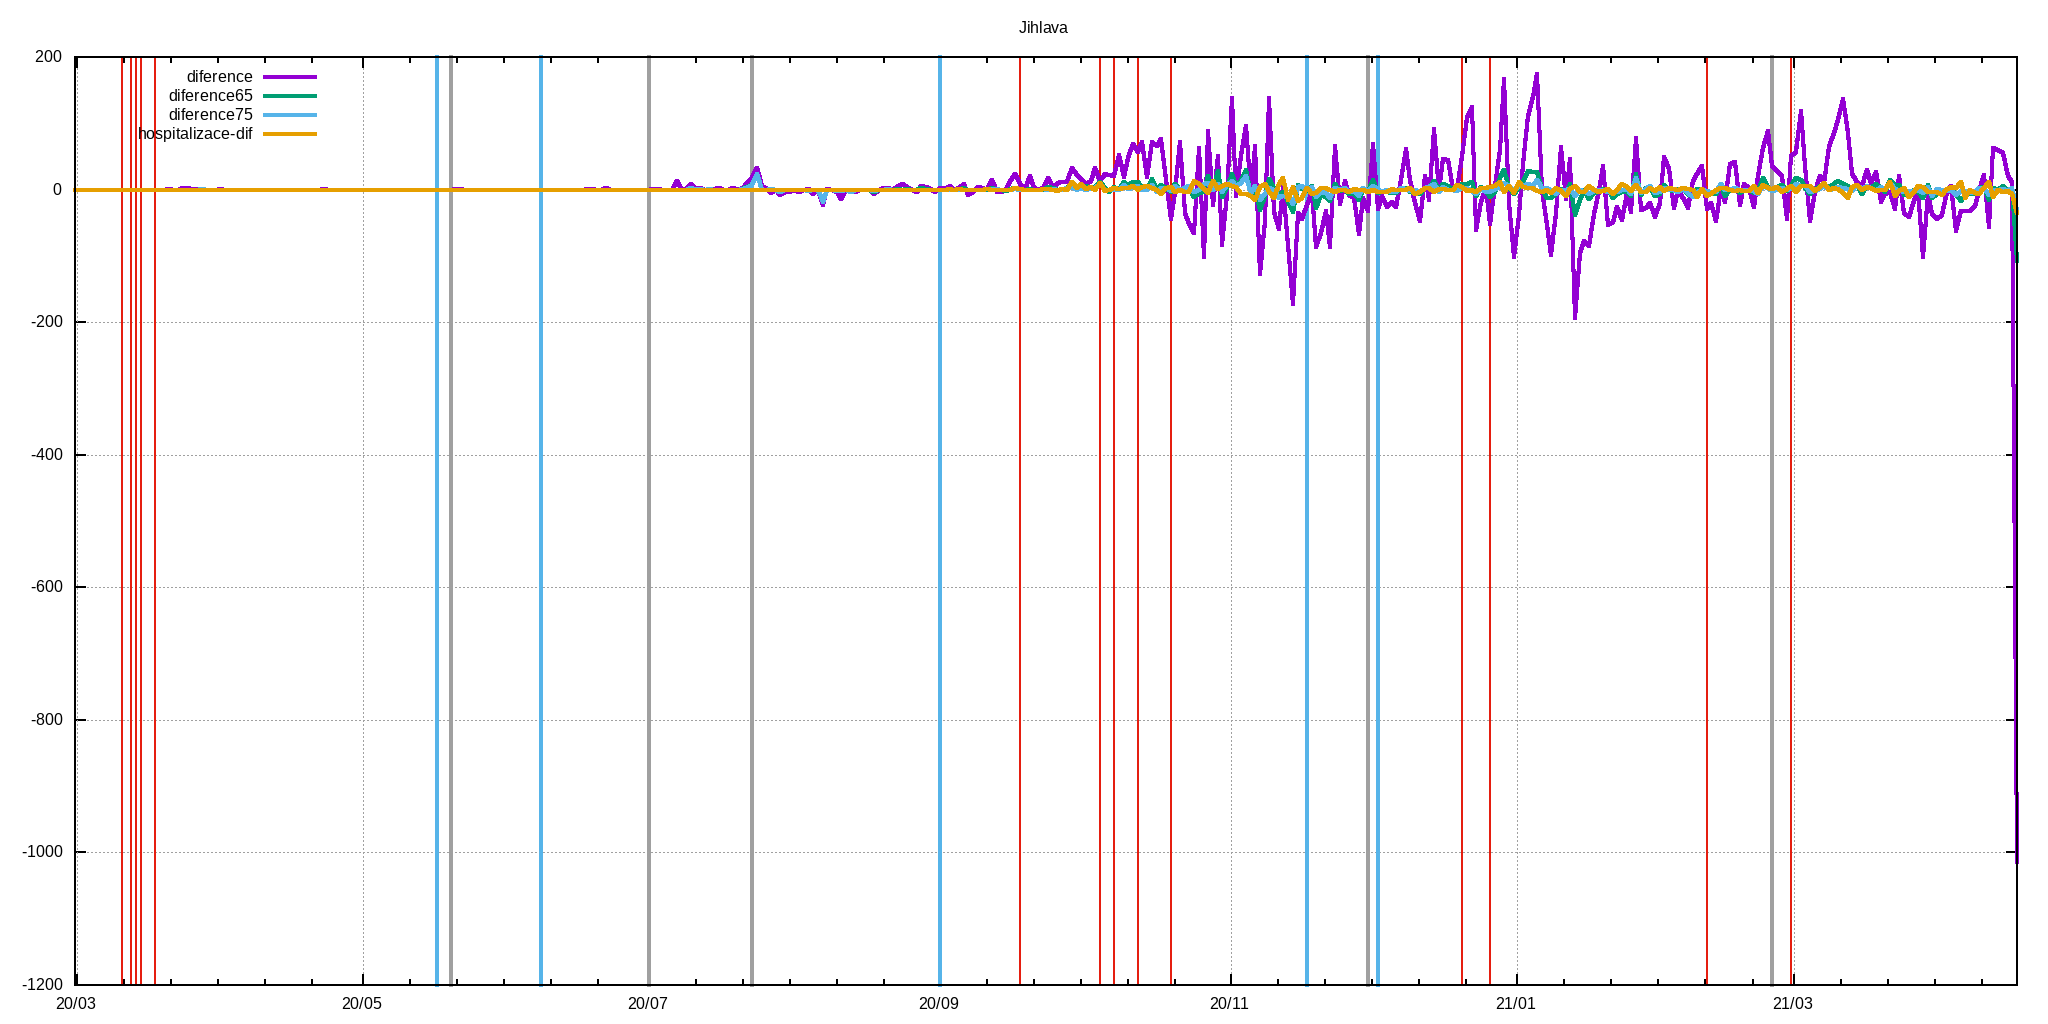 Jihlava
200
0
-200
-400
-600
-800
-1000
-1200
diference
diference65
diference75
hospitalizace-dif
20/03 20/05 20/07 20/09 20/11 21/01 21/03